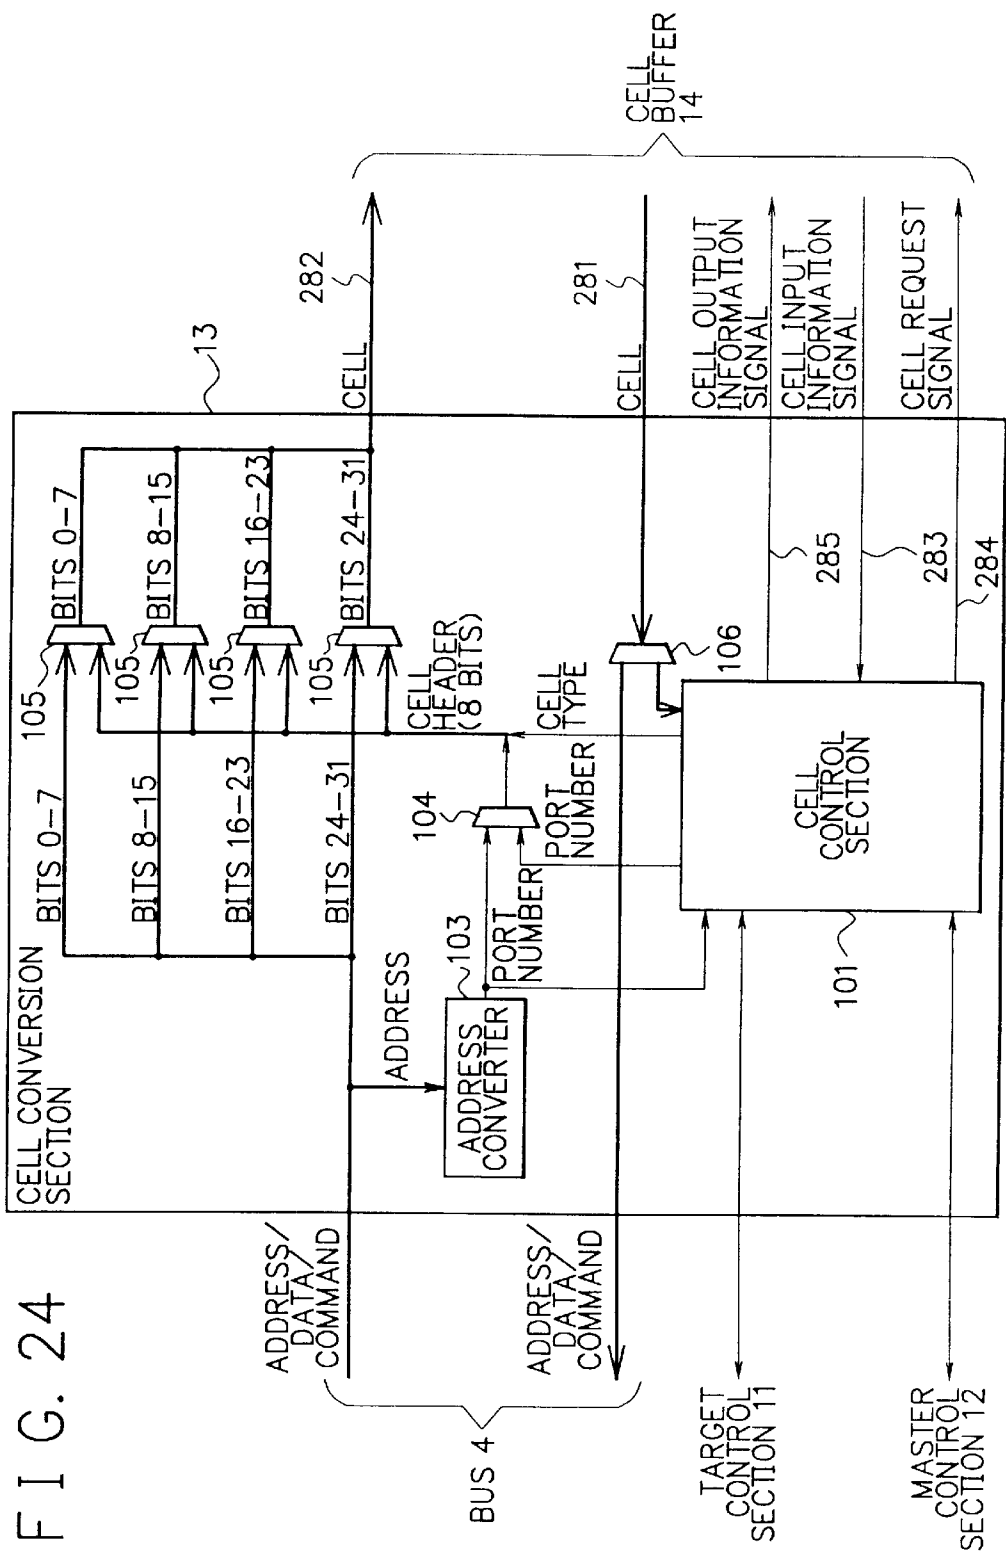 FIG. 24
CELL CONVERSION
SECTION
13
BITS 0-7
BITS 8-15
BITS 16-23
BITS 24-31
105
105
105
105
BITS 0-7
BITS 8-15
BITS 16-23
BITS 24-31
CELL
282
CELL
HEADER
(8 BITS)
ADDRESS/
DATA/
COMMAND
ADDRESS
ADDRESS
CONVERTER
103
PORT
NUMBER
104
PORT
NUMBER
CELL
TYPE
106
CELL
281
CELL
BUFFER
14
BUS 4
ADDRESS/
DATA/
COMMAND
CELL
CONTROL
SECTION
101
TARGET
CONTROL
SECTION 11
MASTER
CONTROL
SECTION 12
285
CELL OUTPUT
INFORMATION
SIGNAL
283
CELL INPUT
INFORMATION
SIGNAL
284
CELL REQUEST
SIGNAL